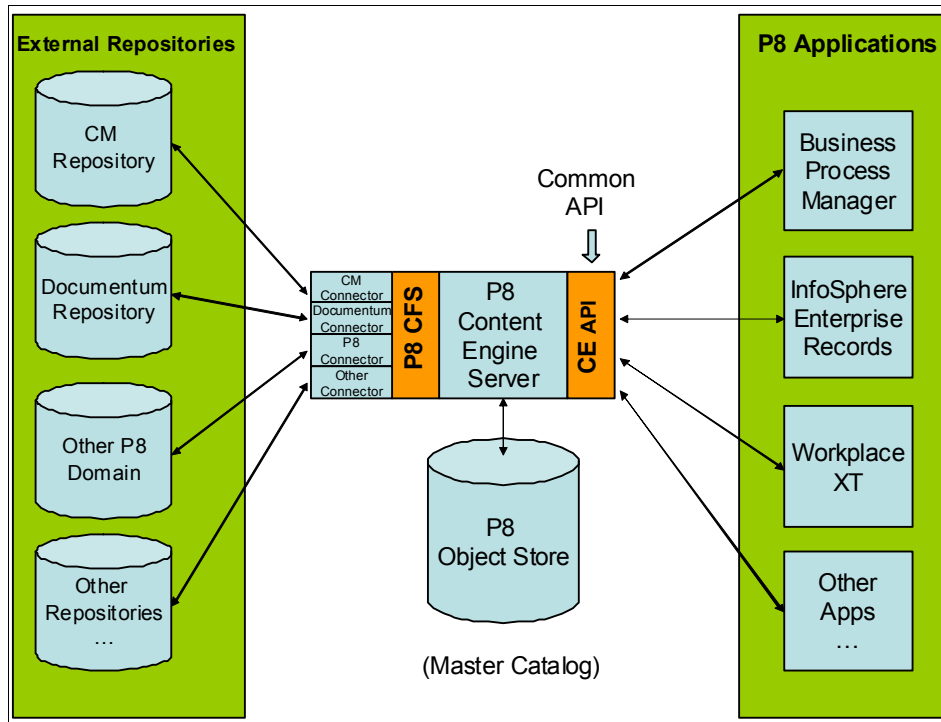 External Repositories
CM
Repository
Documentum
Repository
Other P8
Domain
Other
Repositories
…
CM
Connector
Documentum
Connector
P8
Connector
Other
Connector
P8 CFS
P8
Content
Engine
Server
CE API
Common
API
P8
Object Store
(Master Catalog)
P8 Applications
Business
Process
Manager
InfoSphere
Enterprise
Records
Workplace
XT
Other
Apps
…